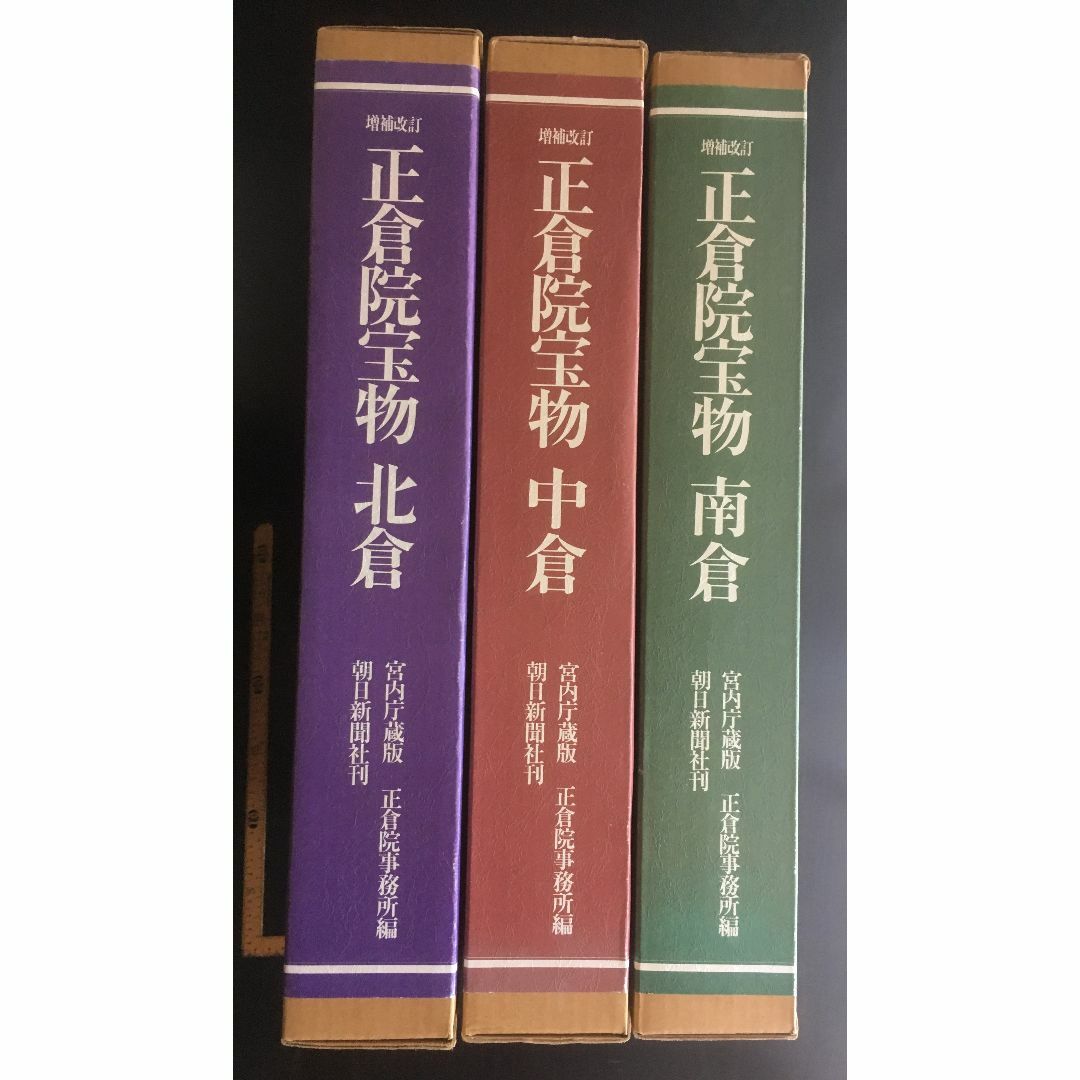 増補改訂
正倉院宝物 北倉
宮内庁蔵版 正倉院事務所編
朝日新聞社刊
増補改訂
正倉院宝物 中倉
宮内庁蔵版 正倉院事務所編
朝日新聞社刊
増補改訂
正倉院宝物 南倉
宮内庁蔵版 正倉院事務所編
朝日新聞社刊